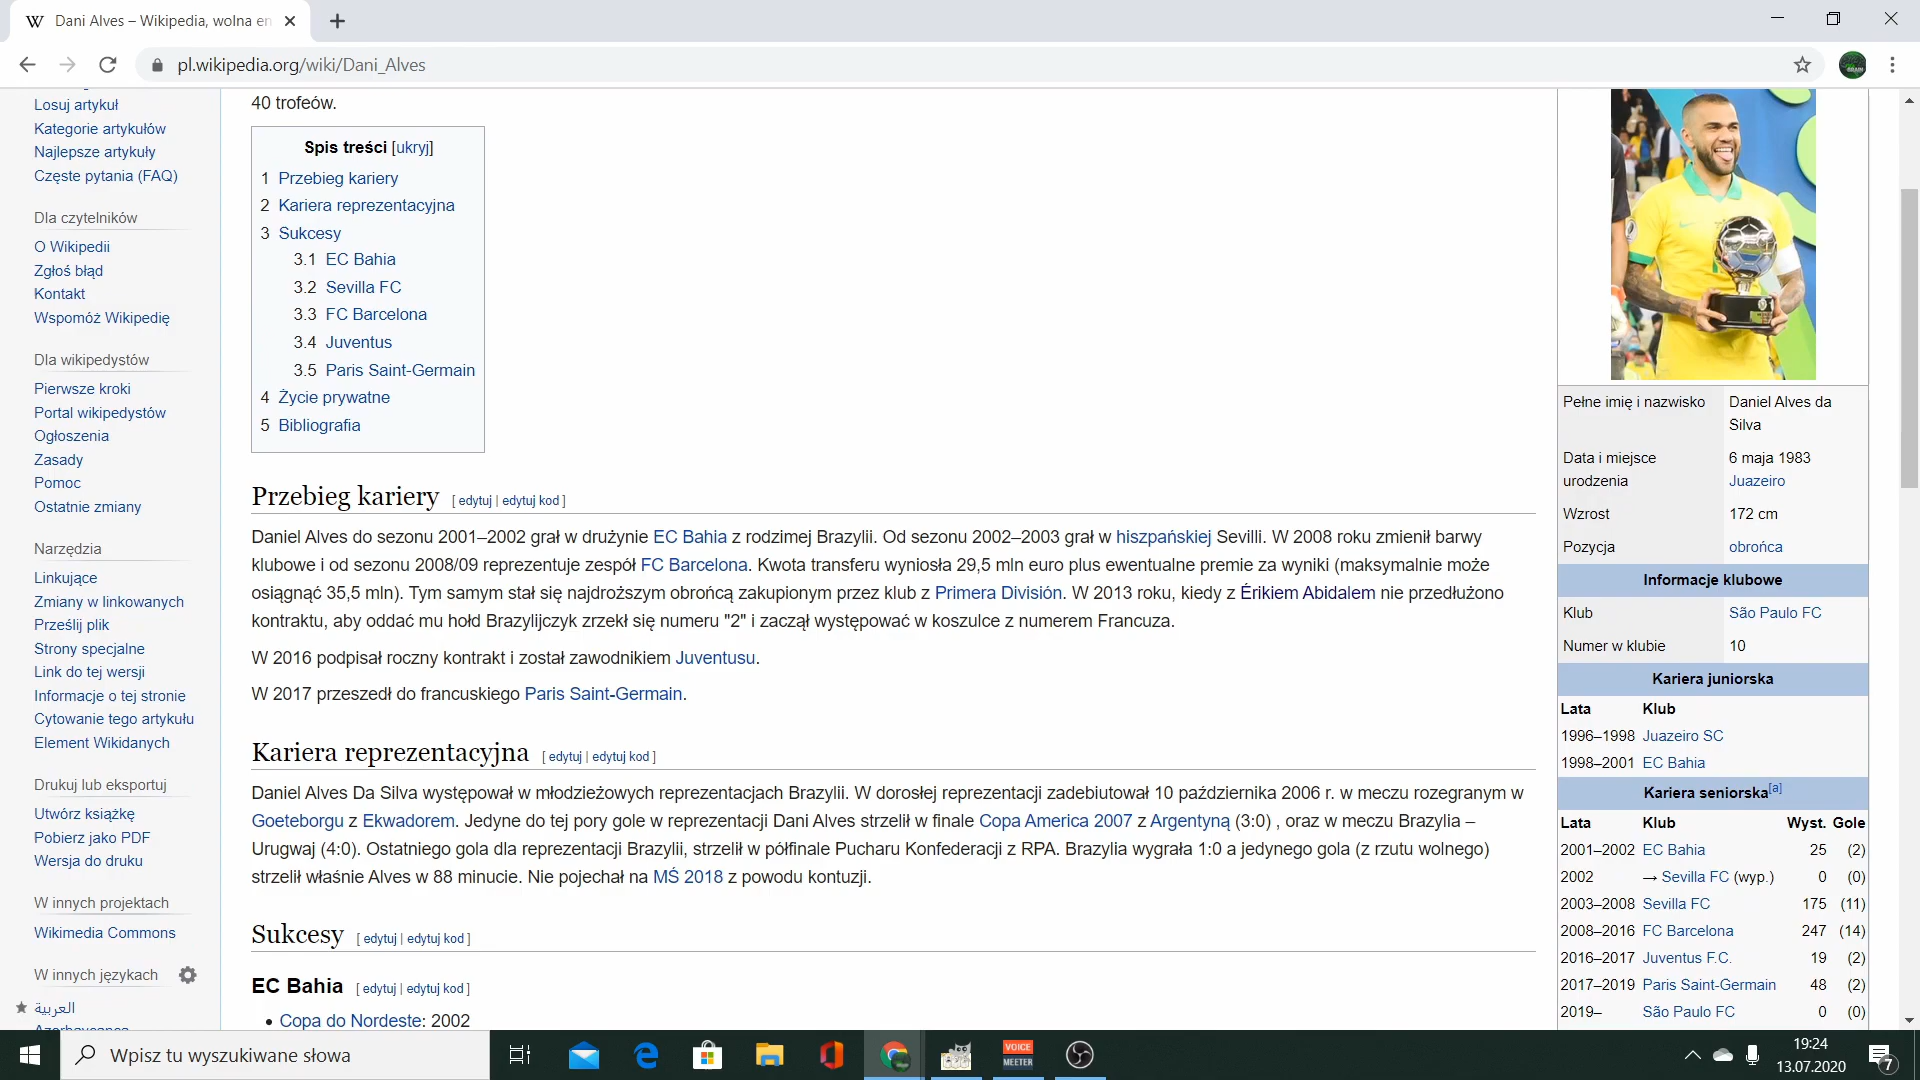 Dani Alves – Wikipedia, wolna en
pl.wikipedia.org/wiki/Dani_Alves
Losuj artykuł
Kategorie artykułów
Najlepsze artykuły
Częste pytania (FAQ)
Dla czytelników
O Wikipedii
Zgłoś błąd
Kontakt
Wspomóż Wikipedię
Dla wikipedystów
Pierwsze kroki
Portal wikipedystów
Ogłoszenia
Zasady
Pomoc
Ostatnie zmiany
Narzędzia
Linkujące
Zmiany w linkowanych
Prześlij plik
Strony specjalne
Link do tej wersji
Informacje o tej stronie
Cytowanie tego artykułu
Element Wikidanych
Drukuj lub eksportuj
Utwórz książkę
Pobierz jako PDF
Wersja do druku
W innych projektach
Wikimedia Commons
W innych językach
العربية
40 trofeów.
Spis treści [ukryj]
1 Przebieg kariery
2 Kariera reprezentacyjna
3 Sukcesy
3.1 EC Bahia
3.2 Sevilla FC
3.3 FC Barcelona
3.4 Juventus
3.5 Paris Saint-Germain
4 Życie prywatne
5 Bibliografia
Przebieg kariery [ edytuj | edytuj kod ]
Daniel Alves do sezonu 2001–2002 grał w drużynie EC Bahia z rodzimej Brazylii. Od sezonu 2002–2003 grał w hiszpańskiej Sevilli. W 2008 roku zmienił barwy
klubowe i od sezonu 2008/09 reprezentuje zespół FC Barcelona. Kwota transferu wyniosła 29,5 mln euro plus ewentualne premie za wyniki (maksymalnie może
osiągnąć 35,5 mln). Tym samym stał się najdroższym obrońcą zakupionym przez klub z Primera División. W 2013 roku, kiedy z Érikiem Abidalem nie przedłużono
kontraktu, aby oddać mu hołd Brazylijczyk zrzekł się numeru "2" i zaczął występować w koszulce z numerem Francuza.
W 2016 podpisał roczny kontrakt i został zawodnikiem Juventusu.
W 2017 przeszedł do francuskiego Paris Saint-Germain.
Kariera reprezentacyjna [ edytuj | edytuj kod ]
Daniel Alves Da Silva występował w młodzieżowych reprezentacjach Brazylii. W dorosłej reprezentacji zadebiutował 10 października 2006 r. w meczu rozegranym w
Goeteborgu z Ekwadorem. Jedyne do tej pory gole w reprezentacji Dani Alves strzelił w finale Copa America 2007 z Argentyną (3:0) , oraz w meczu Brazylia –
Urugwaj (4:0). Ostatniego gola dla reprezentacji Brazylii, strzelił w półfinale Pucharu Konfederacji z RPA. Brazylia wygrała 1:0 a jedynego gola (z rzutu wolnego)
strzelił właśnie Alves w 88 minucie. Nie pojechał na MŚ 2018 z powodu kontuzji.
Sukcesy [ edytuj | edytuj kod ]
EC Bahia [ edytuj | edytuj kod ]
• Copa do Nordeste: 2002
Pełne imię i nazwisko Daniel Alves da
Silva
Data i miejsce 6 maja 1983
urodzenia Juazeiro
Wzrost 172 cm
Pozycja obrońca
Informacje klubowe
Klub São Paulo FC
Numer w klubie 10
Kariera juniorska
Lata Klub
1996–1998 Juazeiro SC
1998–2001 EC Bahia
Kariera seniorska[a]
Lata Klub Wyst. Gole
2001–2002 EC Bahia 25 (2)
2002 → Sevilla FC (wyp.) 0 (0)
2003–2008 Sevilla FC 175 (11)
2008–2016 FC Barcelona 247 (14)
2016–2017 Juventus F.C. 19 (2)
2017–2019 Paris Saint-Germain 48 (2)
2019– São Paulo FC 0 (0)
Wpisz tu wyszukiwane słowa
VOICE
MEETER
19:24
13.07.2020
7